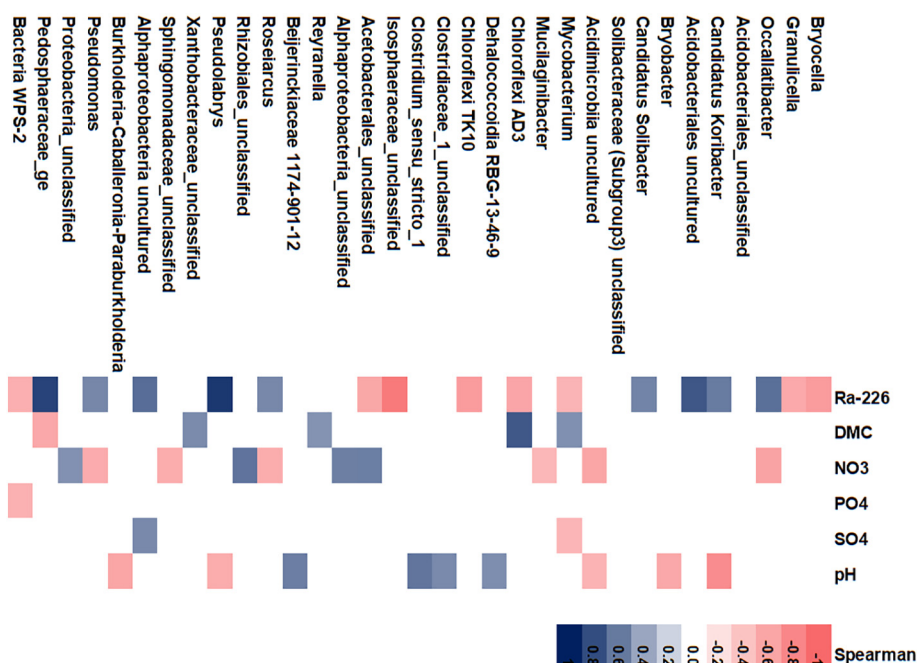 Bacteria WPS-2
Pedosphaeraceae_ge
Proteobacteria_unclassified
Pseudomonas
Burkholderia-Caballeronia-Paraburkholderia
Alphaproteobacteria uncultured
Sphingomonadaceae_unclassified
Xanthobacteraceae_unclassified
Pseudolabrys
Rhizobiales_unclassified
Roseiarcus
Beijerinckiaceae 1174-901-12
Reyranella
Alphaproteobacteria_unclassified
Acetobacterales_unclassified
Isosphaeraceae_unclassified
Clostridium_sensu_stricto_1
Clostridiaceae_1_unclassified
Chloroflexi TK10
Dehalococcoidia RBG-13-46-9
Chloroflexi AD3
Mucilaginibacter
Mycobacterium
Acidimicrobiia uncultured
Solibacteraceae (Subgroup3) unclassified
Candidatus Solibacter
Bryobacter
Acidobacteriales uncultured
Candidatus Koribacter
Acidobacteriales_unclassified
Occallatibacter
Granulicella
Bryocella
Ra-226
DMC
NO3
PO4
SO4
pH
Spearman